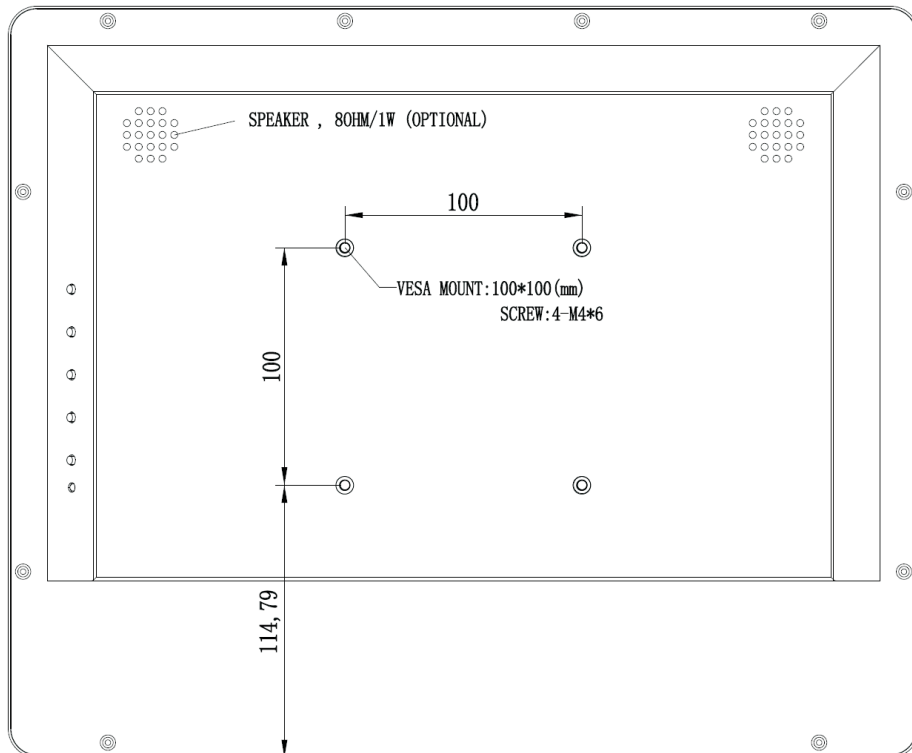 SPEAKER , 8OHM/1W (OPTIONAL)
100
VESA MOUNT:100*100(mm)
SCREW:4-M4*6
100
114,79